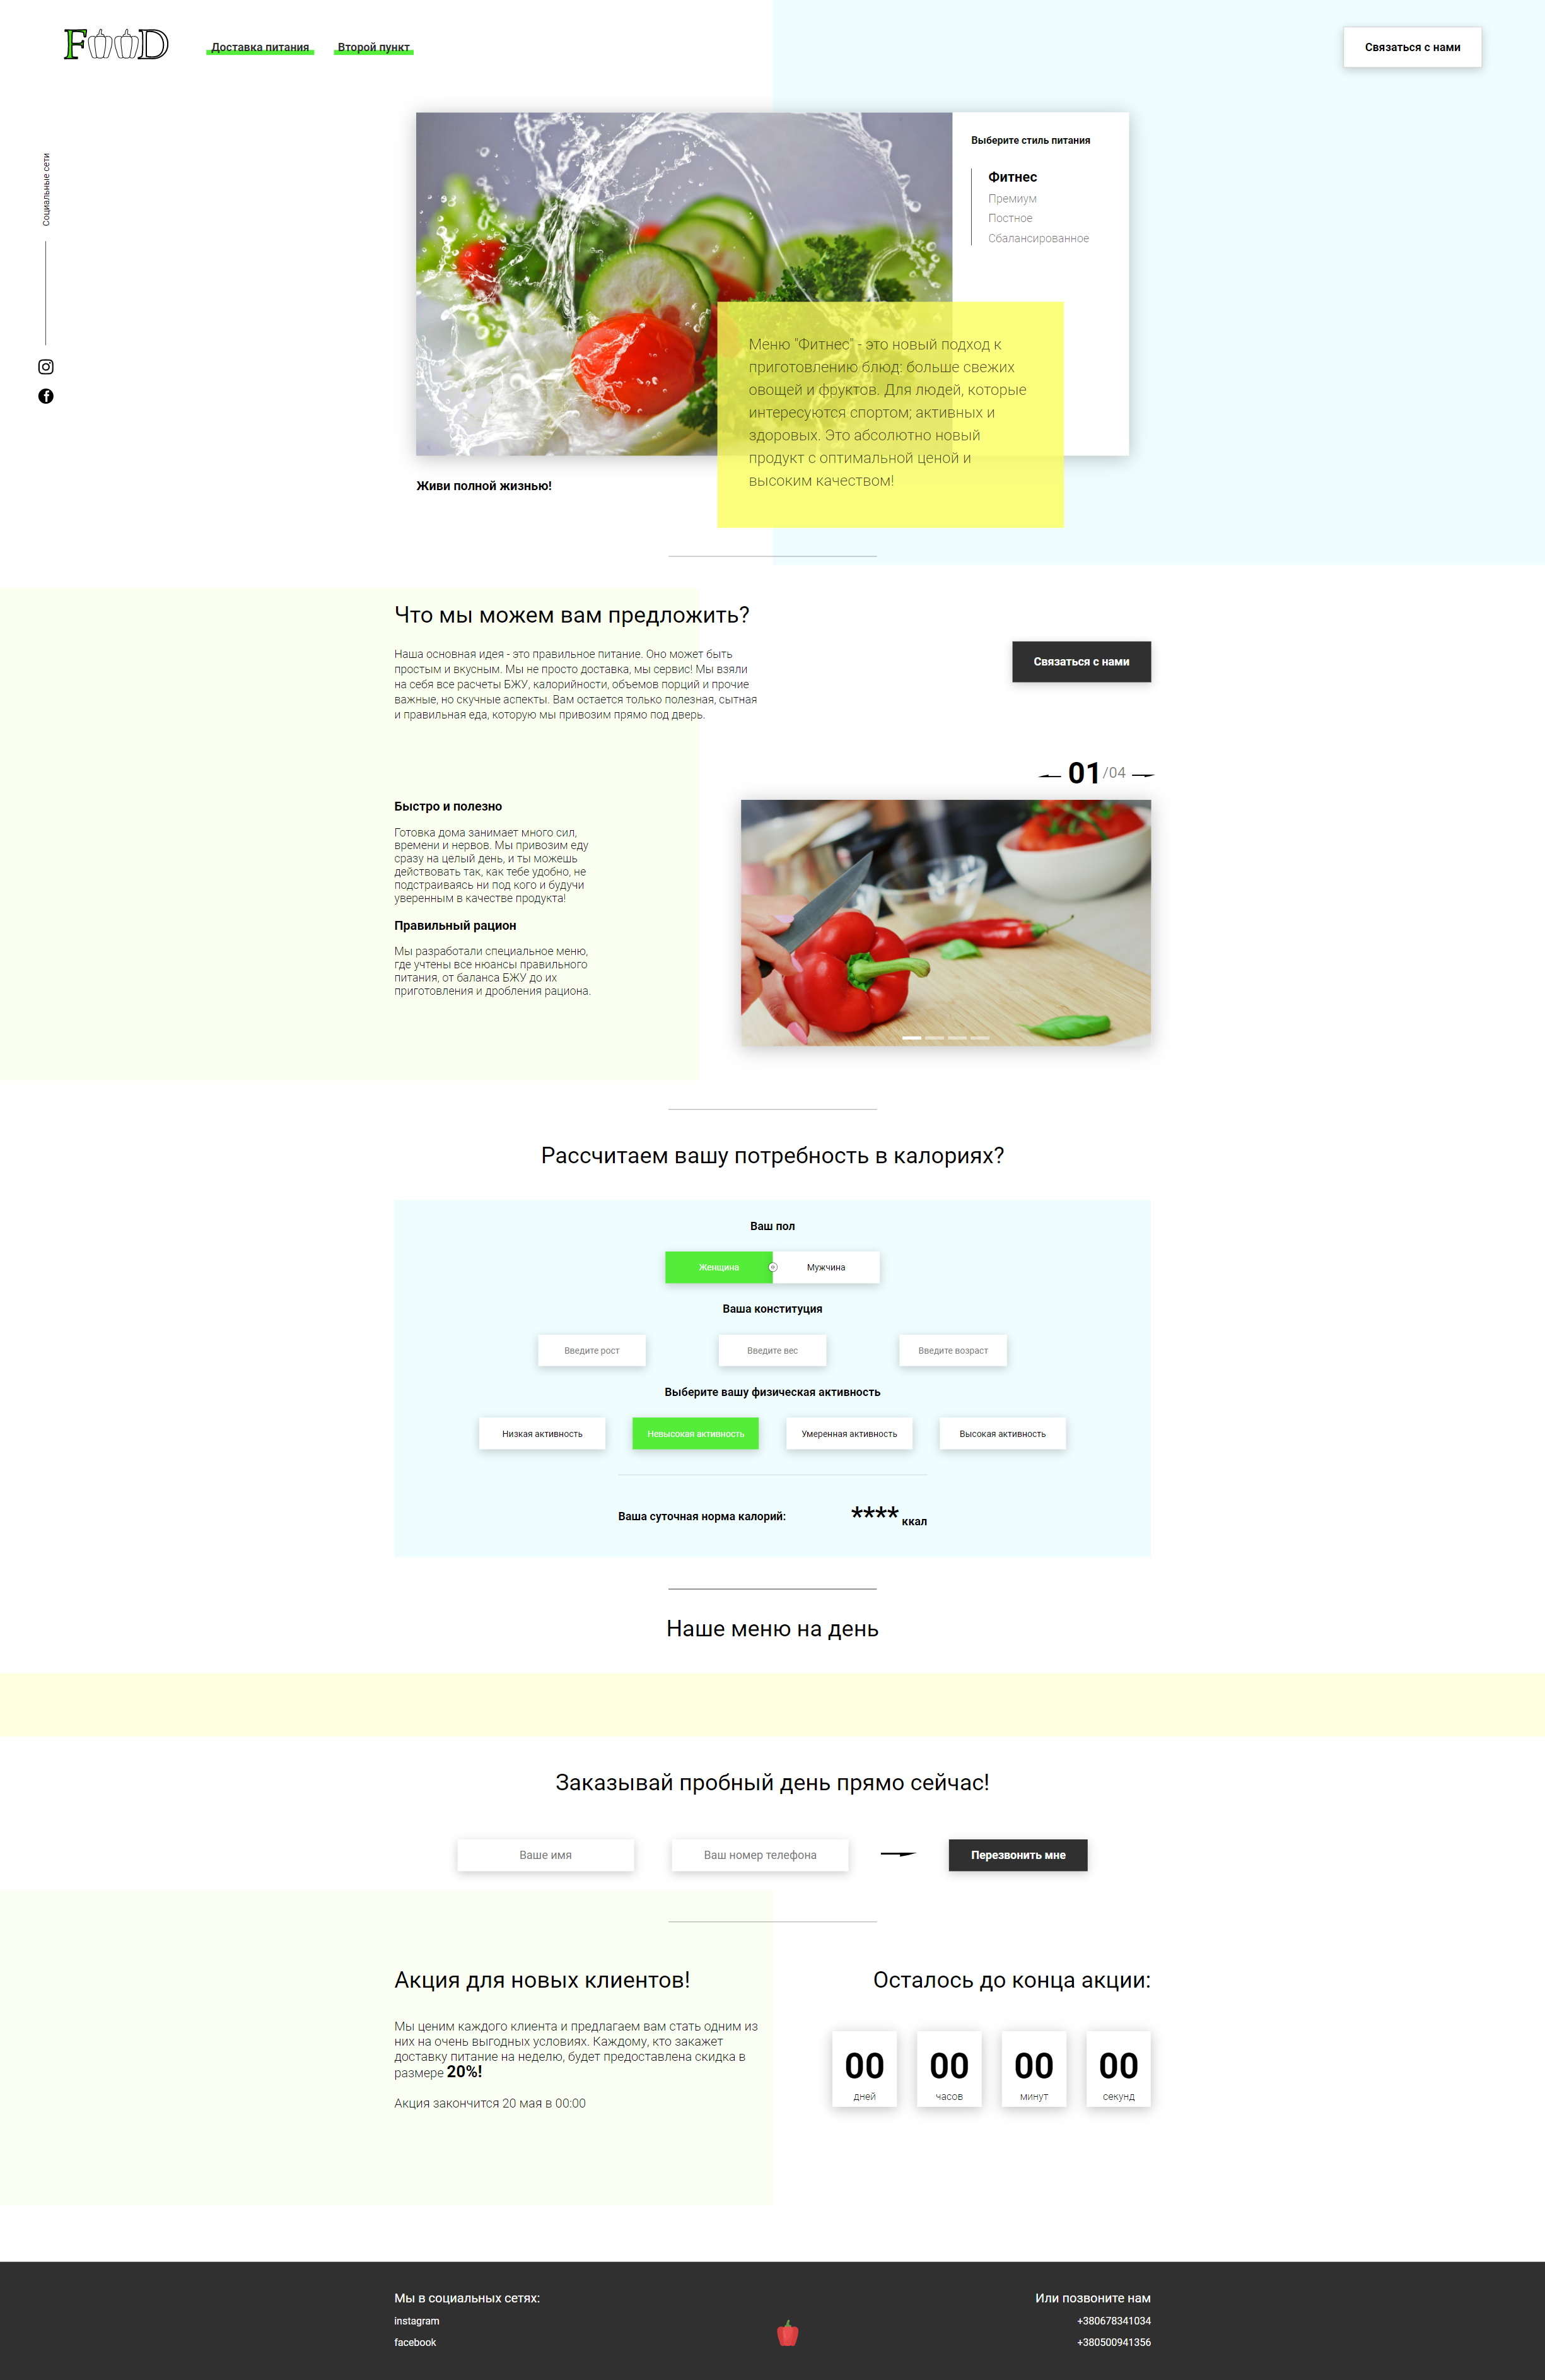 FOOD
Доставка питания
Второй пункт
Связаться с нами
Социальные сети
Выберите стиль питания
Фитнес
Премиум
Постное
Сбалансированное
Меню "Фитнес" - это новый подход к
приготовлению блюд: больше свежих
овощей и фруктов. Для людей, которые
интересуются спортом; активных и
здоровых. Это абсолютно новый
продукт с оптимальной ценой и
высоким качеством!
Живи полной жизнью!
Что мы можем вам предложить?
Наша основная идея - это правильное питание. Оно может быть
простым и вкусным. Мы не просто доставка, мы сервис! Мы взяли
на себя все расчеты БЖУ, калорийности, объемов порций и прочие
важные, но скучные аспекты. Вам остается только полезная, сытная
и правильная еда, которую мы привозим прямо под дверь.
Связаться с нами
01/04
Быстро и полезно
Готовка дома занимает много сил,
времени и нервов. Мы привозим еду
сразу на целый день, и ты можешь
действовать так, как тебе удобно, не
подстраиваясь ни под кого и будучи
уверенным в качестве продукта!
Правильный рацион
Мы разработали специальное меню,
где учтены все нюансы правильного
питания, от баланса БЖУ до их
приготовления и дробления рациона.
Рассчитаем вашу потребность в калориях?
Ваш пол
Женщина
Мужчина
Ваша конституция
Введите рост
Введите вес
Введите возраст
Выберите вашу физическая активность
Низкая активность
Невысокая активность
Умеренная активность
Высокая активность
Ваша суточная норма калорий:
**** ккал
Наше меню на день
Заказывай пробный день прямо сейчас!
Ваше имя
Ваш номер телефона
Перезвонить мне
Акция для новых клиентов!
Мы ценим каждого клиента и предлагаем вам стать одним из
них на очень выгодных условиях. Каждому, кто закажет
доставку питание на неделю, будет предоставлена скидка в
размере 20%!
Акция закончится 20 мая в 00:00
Осталось до конца акции:
00 00 00 00
дней часов минут секунд
Мы в социальных сетях:
instagram
facebook
Или позвоните нам
+380678341034
+380500941356